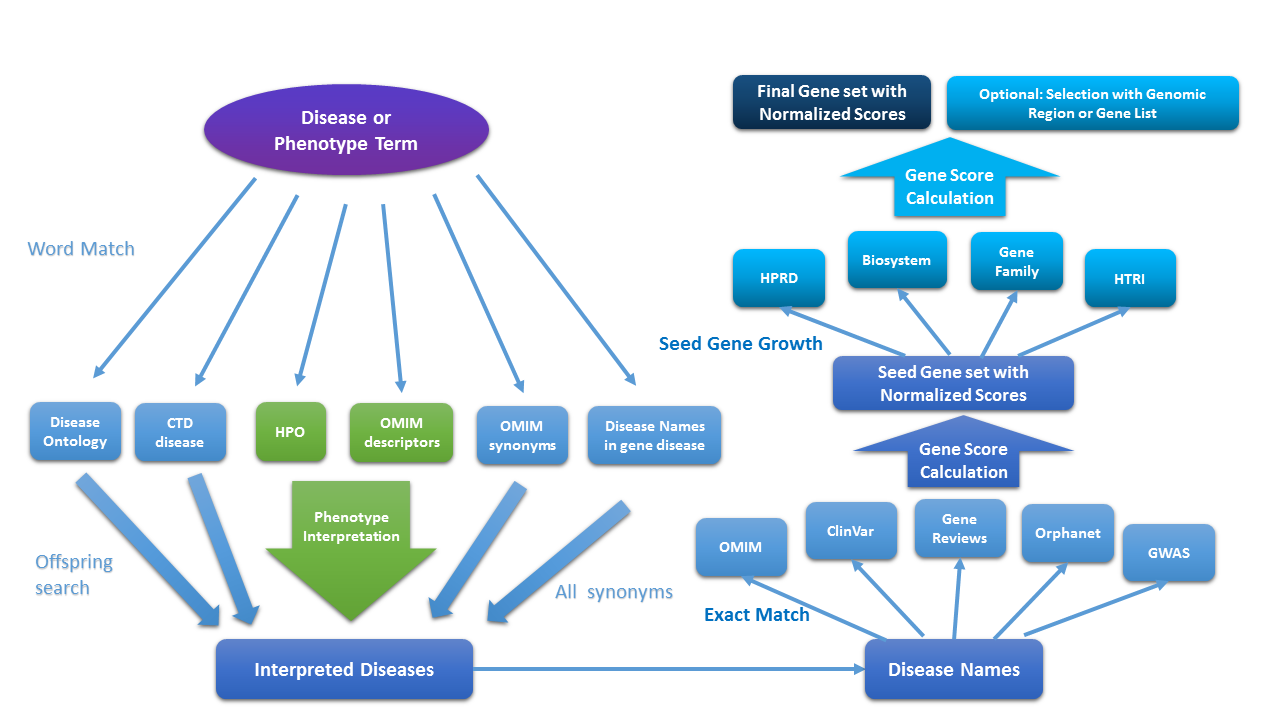 Disease or
Phenotype Term
Word Match
Disease
Ontology
CTD
disease
HPO
OMIM
descriptors
OMIM
synonyms
Disease Names
in gene disease
Phenotype
Interpretation
Offspring
search
All synonyms
Interpreted Diseases
Final Gene set with
Normalized Scores
Optional: Selection with Genomic
Region or Gene List
Gene Score
Calculation
HPRD
Biosystem
Gene
Family
HTRI
Seed Gene Growth
Seed Gene set with
Normalized Scores
Gene Score
Calculation
OMIM
ClinVar
Gene
Reviews
Orphanet
GWAS
Exact Match
Disease Names